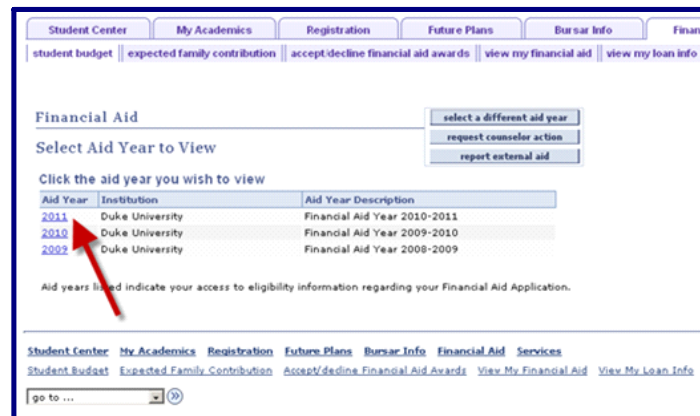 Student Center My Academics Registration Future Plans Bursar Info Finan
student budget expected family contribution accept/decline financial aid awards view my financial aid view my loan info
Financial Aid
select a different aid year
request counselor action
report external aid
Select Aid Year to View
Click the aid year you wish to view
Aid Year Institution Aid Year Description
2011 Duke University Financial Aid Year 2010-2011
2010 Duke University Financial Aid Year 2009-2010
2009 Duke University Financial Aid Year 2008-2009
Aid years listed indicate your access to eligibility information regarding your Financial Aid Application.
Student Center My Academics Registration Future Plans Bursar Info Financial Aid Services
Student Budget Expected Family Contribution Accept/decline Financial Aid Awards View My Financial Aid View My Loan Info
go to ...